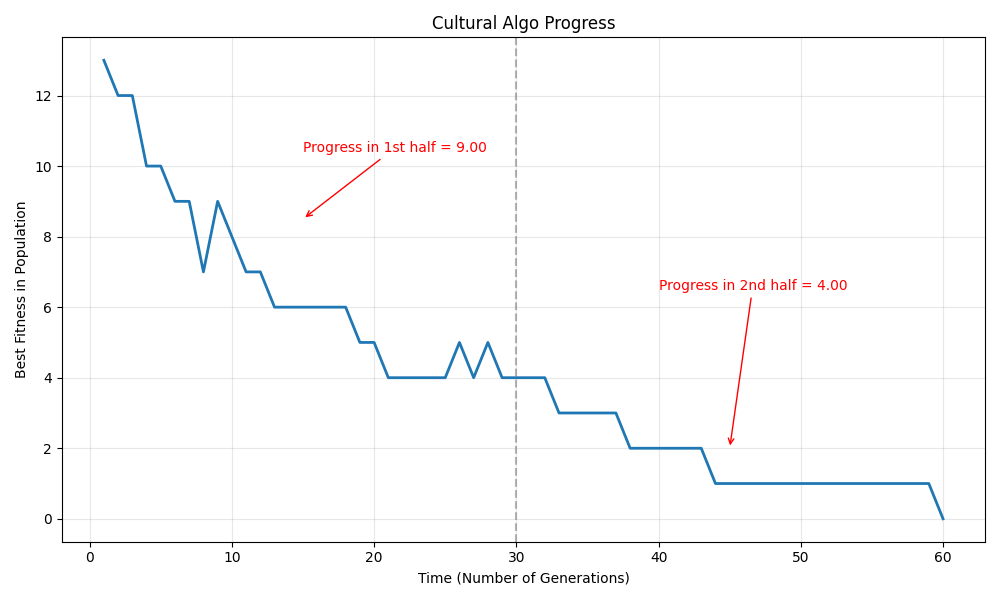 Cultural Algo Progress
Best Fitness in Population
12
10
8
6
4
2
0
Progress in 1st half = 9.00
Progress in 2nd half = 4.00
0
10
20
30
40
50
60
Time (Number of Generations)